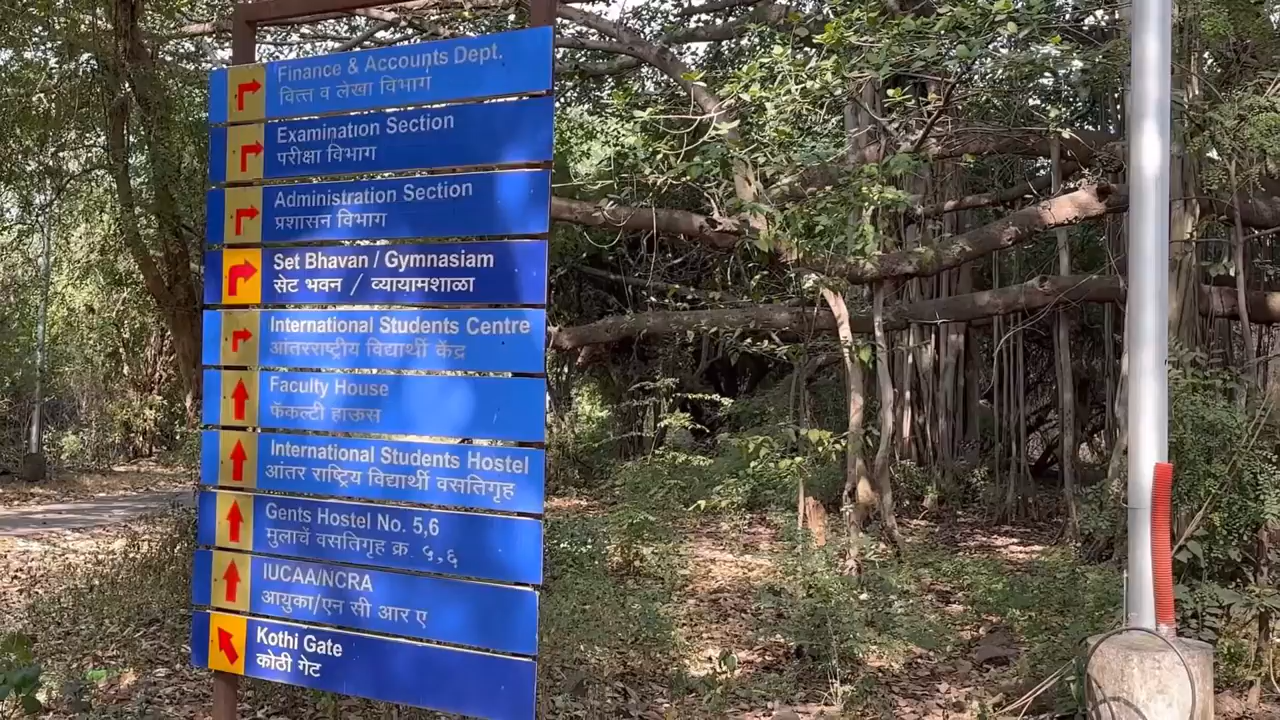 Finance & Accounts Dept.
वित्त व लेखा विभाग
Examination Section
परीक्षा विभाग
Administration Section
प्रशासन विभाग
Set Bhavan / Gymnasiam
सेट भवन / व्यायामशाळा
International Students Centre
आंतरराष्ट्रीय विद्यार्थी केंद्र
Faculty House
फॅकल्टी हाऊस
International Students Hostel
आंतर राष्ट्रिय विद्यार्थी वसतिगृह
Gents Hostel No. 5,6
मुलाचें वसतिगृह क्र. ५,६
IUCAA/NCRA
आयुका/एन सी आर ए
Kothi Gate
कोठी गेट